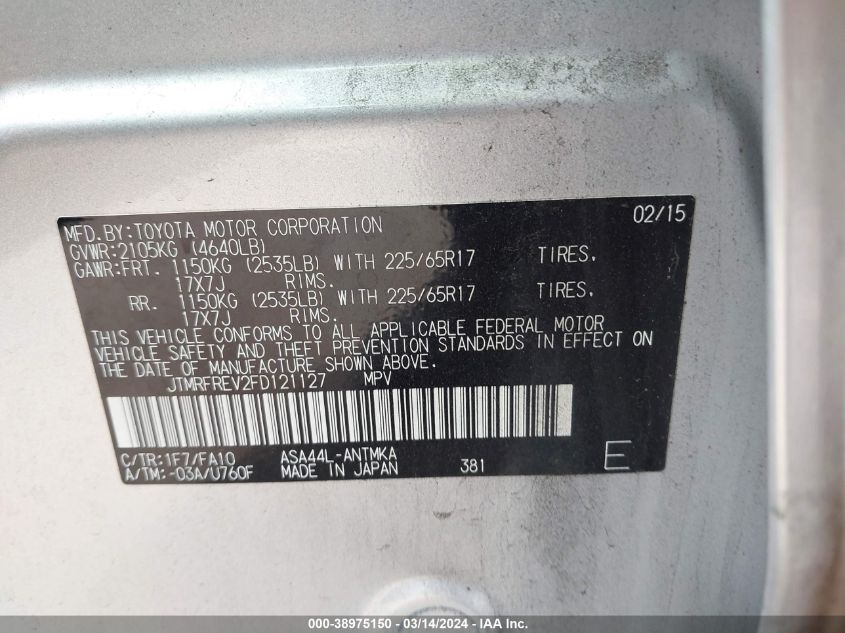 MFD.BY:TOYOTA MOTOR CORPORATION 02/15
GVWR:2105KG (4640LB)
GAWR:FRT. 1150KG (2535LB) WITH 225/65R17 TIRES.
17X7J RIMS.
RR. 1150KG (2535LB) WITH 225/65R17 TIRES.
17X7J RIMS.
THIS VEHICLE CONFORMS TO ALL APPLICABLE FEDERAL MOTOR
VEHICLE SAFETY AND THEFT PREVENTION STANDARDS IN EFFECT ON
THE DATE OF MANUFACTURE SHOWN ABOVE.
JTMRFREV2FD121127 MPV
C/TR:1F7/FA10 ASA44L-ANTMKA
A/TM:-03A/U760F MADE IN JAPAN 381 E
000-38975150 - 03/14/2024 - IAA Inc.